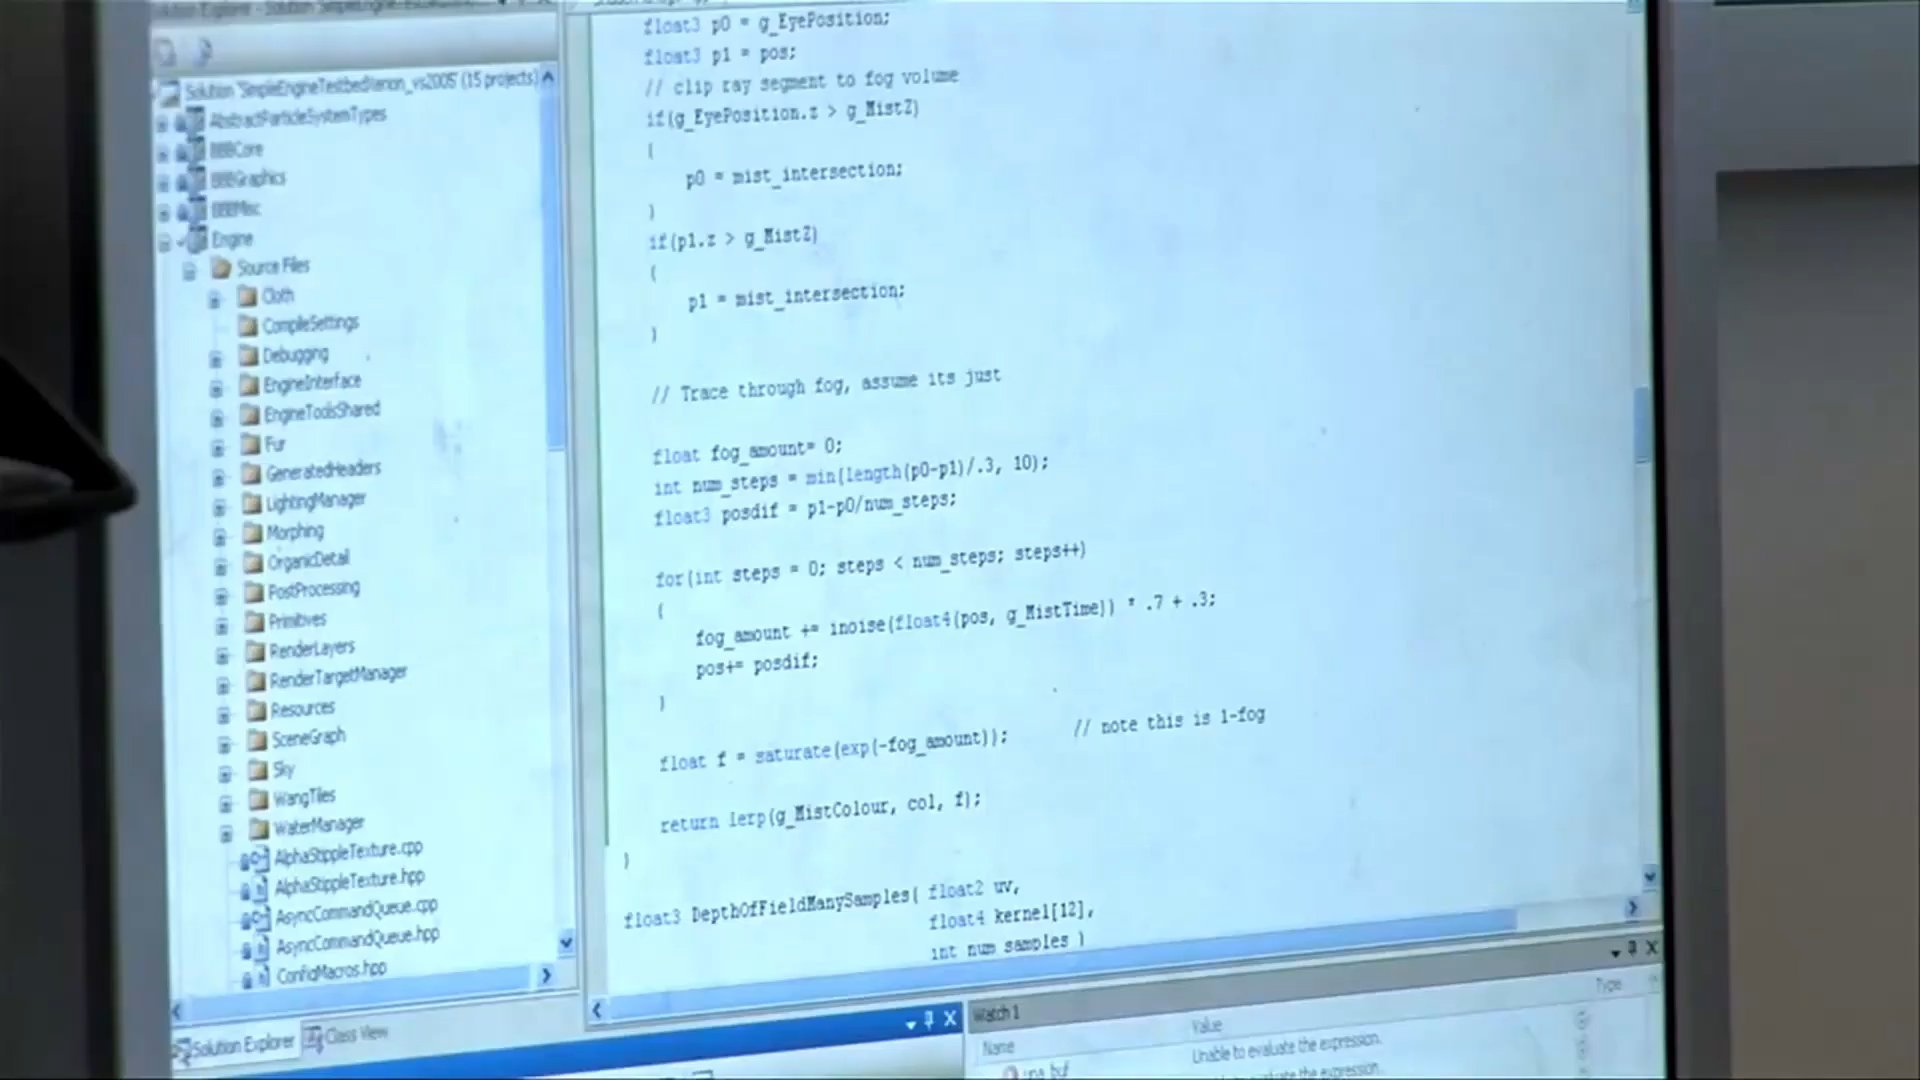 Solution 'SimpleEngineTestbedXenon_vs2005' (15 projects)
AbstractParticleSystemTypes
BBBCore
BBBGraphics
BBBMisc
Engine
Source Files
Cloth
CompileSettings
Debugging
EngineInterface
EngineToolsShared
Fur
GeneratedHeaders
LightingManager
Morphing
OrganicDetail
PostProcessing
Primitives
RenderLayers
RenderTargetManager
Resources
SceneGraph
Sky
WangTiles
WaterManager
AlphaStippleTexture.cpp
AlphaStippleTexture.hpp
AsyncCommandQueue.cpp
AsyncCommandQueue.hpp
ConfigMacros.hpp
Solution Explorer
Class View
float3 p0 = g_EyePosition;
float3 p1 = pos;
// clip ray segment to fog volume
if(g_EyePosition.z > g_MistZ)
{
p0 = mist_intersection;
}
if(p1.z > g_MistZ)
{
p1 = mist_intersection;
}
// Trace through fog, assume its just
float fog_amount= 0;
int num_steps = min(length(p0-p1)/.3, 10);
float3 posdif = p1-p0/num_steps;
for(int steps = 0; steps < num_steps; steps++)
{
fog_amount += inoise(float4(pos, g_MistTime)) * .7 + .3;
pos+= posdif;
}
float f = saturate(exp(-fog_amount)); // note this is 1-fog
return lerp(g_MistColour, col, f);
}
float3 DepthOfFieldManySamples( float2 uv,
float4 kernel[12],
int num_samples )
Watch 1
Name Value Type
Unable to evaluate the expression.
to evaluate the expression.